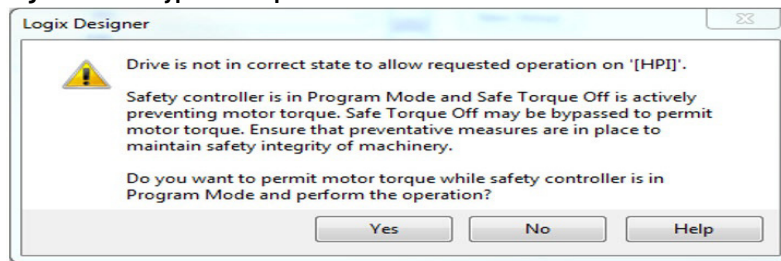 Logix Designer
Drive is not in correct state to allow requested operation on '[HPI]'.
Safety controller is in Program Mode and Safe Torque Off is actively
preventing motor torque. Safe Torque Off may be bypassed to permit
motor torque. Ensure that preventative measures are in place to
maintain safety integrity of machinery.
Do you want to permit motor torque while safety controller is in
Program Mode and perform the operation?
Yes
No
Help